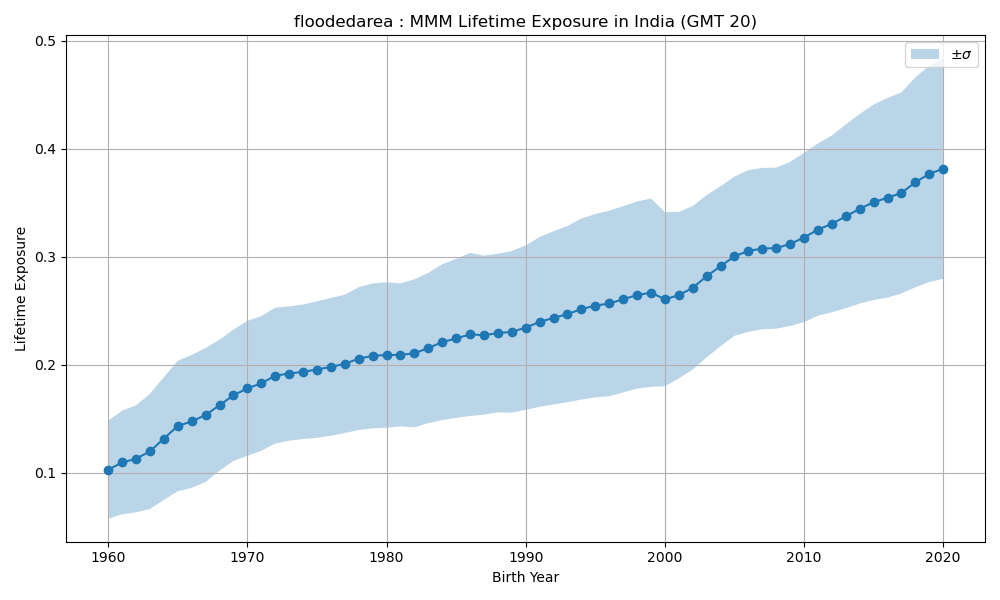 floodedarea : MMM Lifetime Exposure in India (GMT 20)
±σ
Lifetime Exposure
0.5
0.4
0.3
0.2
0.1
1960 1970 1980 1990 2000 2010 2020
Birth Year